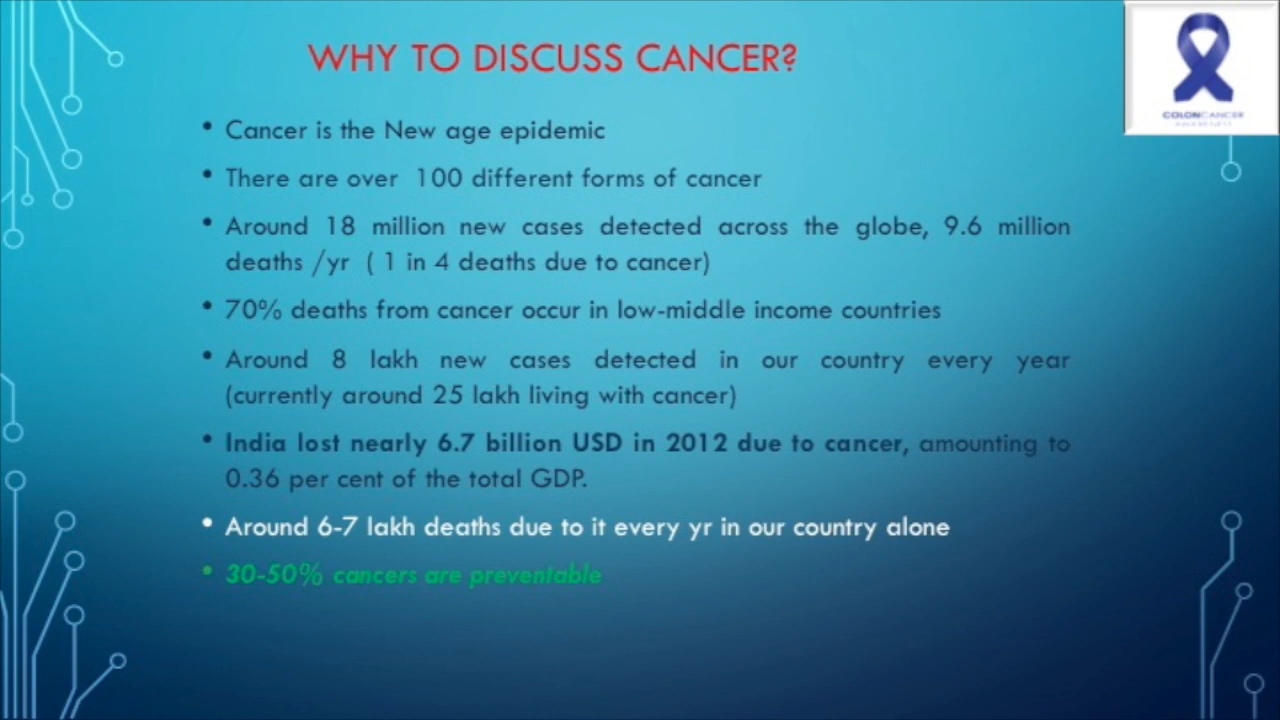 WHY TO DISCUSS CANCER?
COLONCANCER
• Cancer is the New age epidemic
• There are over 100 different forms of cancer
• Around 18 million new cases detected across the globe, 9.6 million
deaths /yr ( 1 in 4 deaths due to cancer)
• 70% deaths from cancer occur in low-middle income countries
• Around 8 lakh new cases detected in our country every year
(currently around 25 lakh living with cancer)
• India lost nearly 6.7 billion USD in 2012 due to cancer, amounting to
0.36 per cent of the total GDP.
• Around 6-7 lakh deaths due to it every yr in our country alone
• 30-50% cancers are preventable